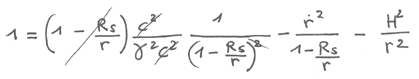 1 = (1 - Rs/r) c²/(γ²c²) 1/(1 - Rs/r)² - ṙ²/(1 - Rs/r) - H²/r²